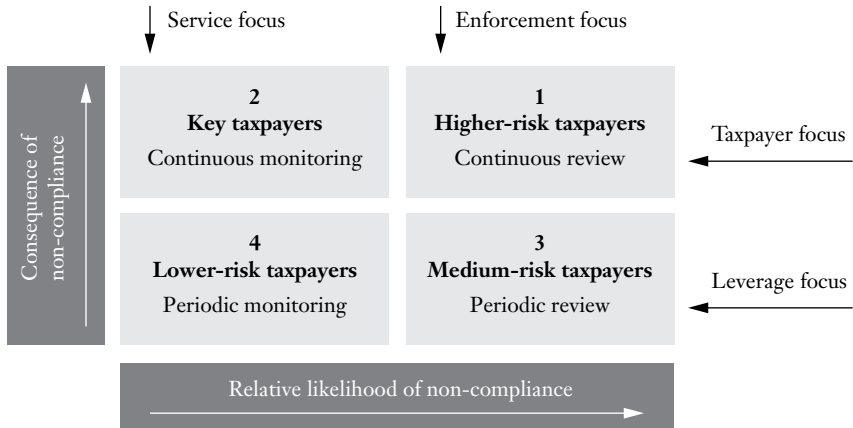 Service focus
Enforcement focus
2
Key taxpayers
Continuous monitoring
1
Higher-risk taxpayers
Continuous review
Taxpayer focus
Consequence of
non-compliance
4
Lower-risk taxpayers
Periodic monitoring
3
Medium-risk taxpayers
Periodic review
Leverage focus
Relative likelihood of non-compliance